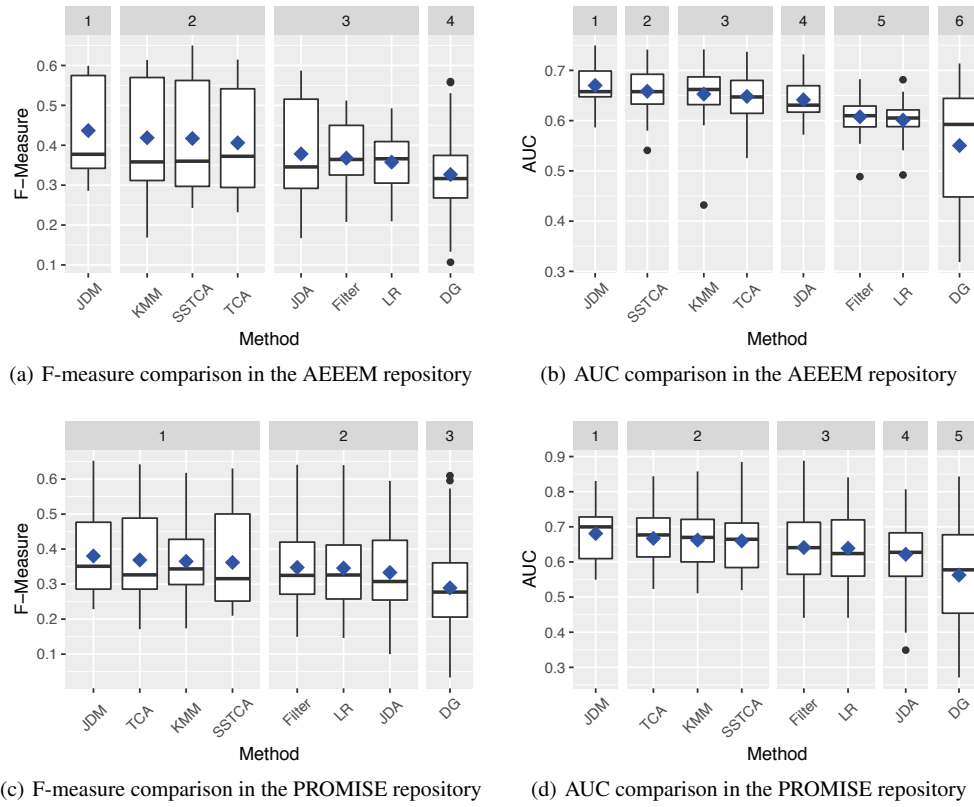 1 2 3 4
F−Measure
0.6
0.5
0.4
0.3
0.2
0.1
JDM KMM SSTCA TCA JDA Filter LR DG
Method
(a) F-measure comparison in the AEEEM repository
1 2 3 4 5 6
AUC
0.7
0.6
0.5
0.4
0.3
JDM SSTCA KMM TCA JDA Filter LR DG
Method
(b) AUC comparison in the AEEEM repository
1 2 3
F−Measure
0.6
0.5
0.4
0.3
0.2
0.1
JDM TCA KMM SSTCA Filter LR JDA DG
Method
(c) F-measure comparison in the PROMISE repository
1 2 3 4 5
AUC
0.9
0.8
0.7
0.6
0.5
0.4
0.3
JDM TCA KMM SSTCA Filter LR JDA DG
Method
(d) AUC comparison in the PROMISE repository